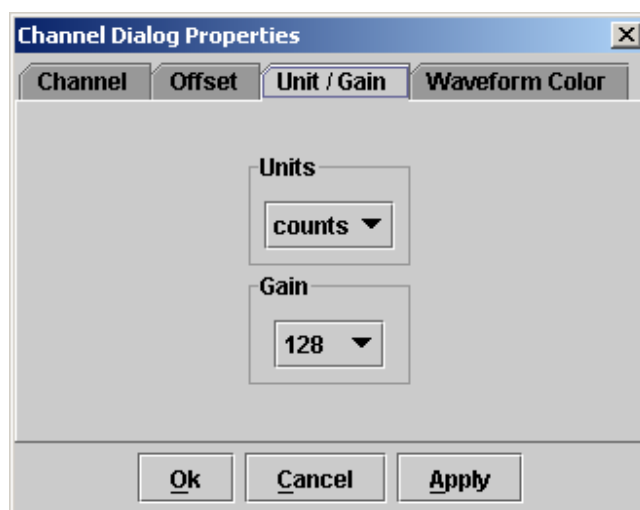 Channel Dialog Properties
Channel Offset Unit / Gain Waveform Color
Units
counts
Gain
128
Ok Cancel Apply